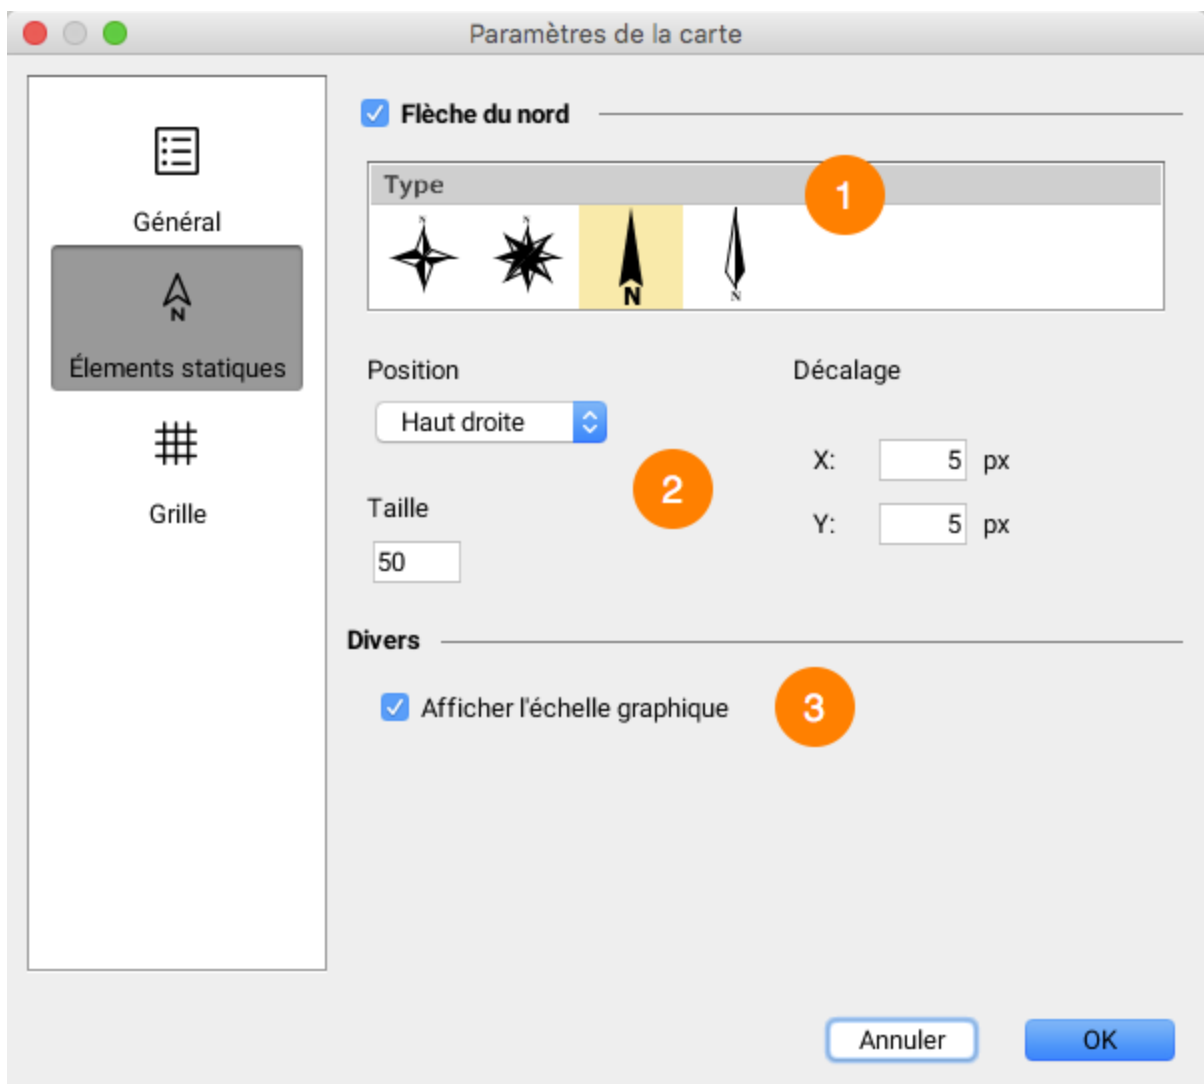 Paramètres de la carte
Général
N
Élements statiques
Grille
Flèche du nord
Type
1
N N N N
Position
Haut droite
Décalage
X: 5 px
Y: 5 px
2
Taille
50
Divers
Afficher l'échelle graphique
3
Annuler
OK